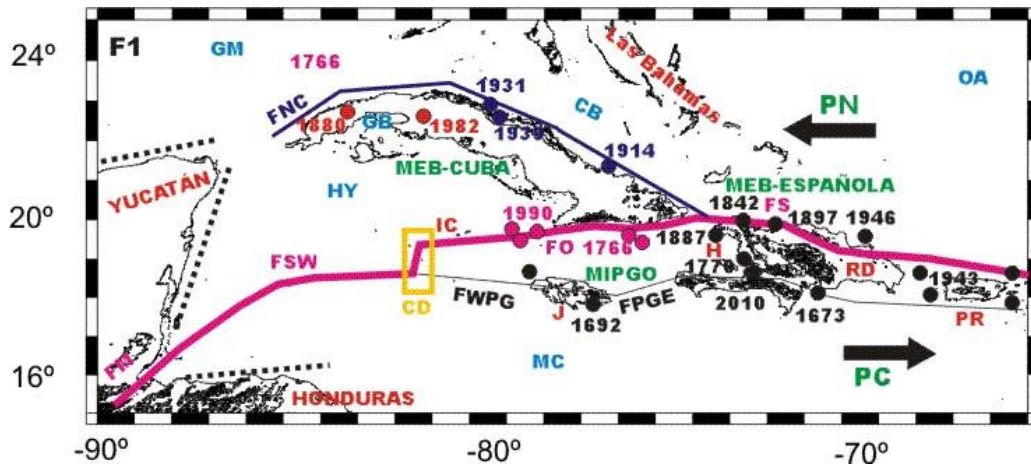 24º
F1
GM
1766
FNC
1931
1880
GB
1982
CB
Las Bahamas
OA
PN
1914
MEB-CUBA
YUCATÁN
HY
MEB-ESPAÑOLA
20º
1990
IC
FO
1766
1842
FS
1897
1946
1887
H
FSW
MIPGO
1770
RD
1943
CD
FWPG
FPGE
J
1692
2010
1673
PR
16º
MC
PC
HONDURAS
-90º
-80º
-70º